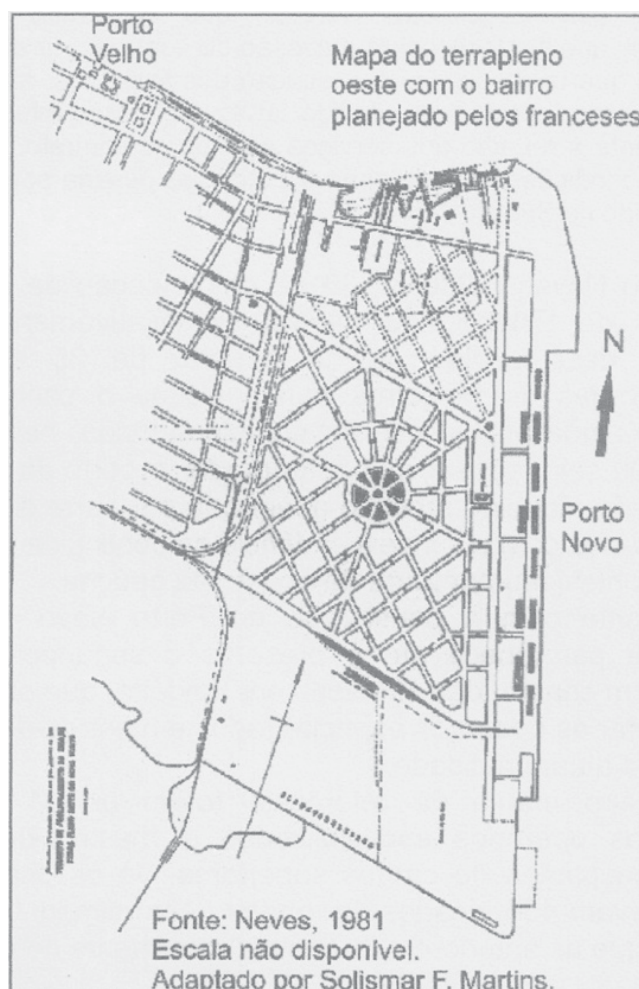 Porto
Velho
Mapa do terrapleno
oeste com o bairro
planejado pelos franceses
N
Porto
Novo
Fonte: Neves, 1981
Escala não disponível.
Adaptado por Solismar F. Martins.